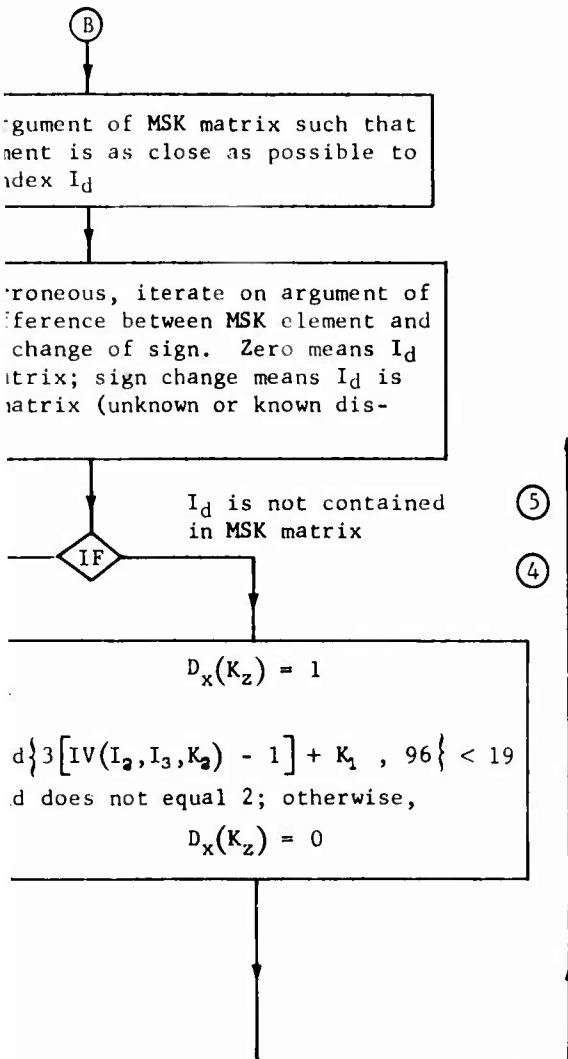 B
rgument of MSK matrix such that
ment is as close as possible to
ndex I_d
rroneous, iterate on argument of
fference between MSK element and
change of sign. Zero means I_d
atrix; sign change means I_d is
matrix (unknown or known dis-
I_d is not contained
in MSK matrix
5
IF
4
D_x(K_z) = 1
d{3[IV(I_2,I_3,K_2) - 1] + K_1 , 96} < 19
d does not equal 2; otherwise,
D_x(K_z) = 0